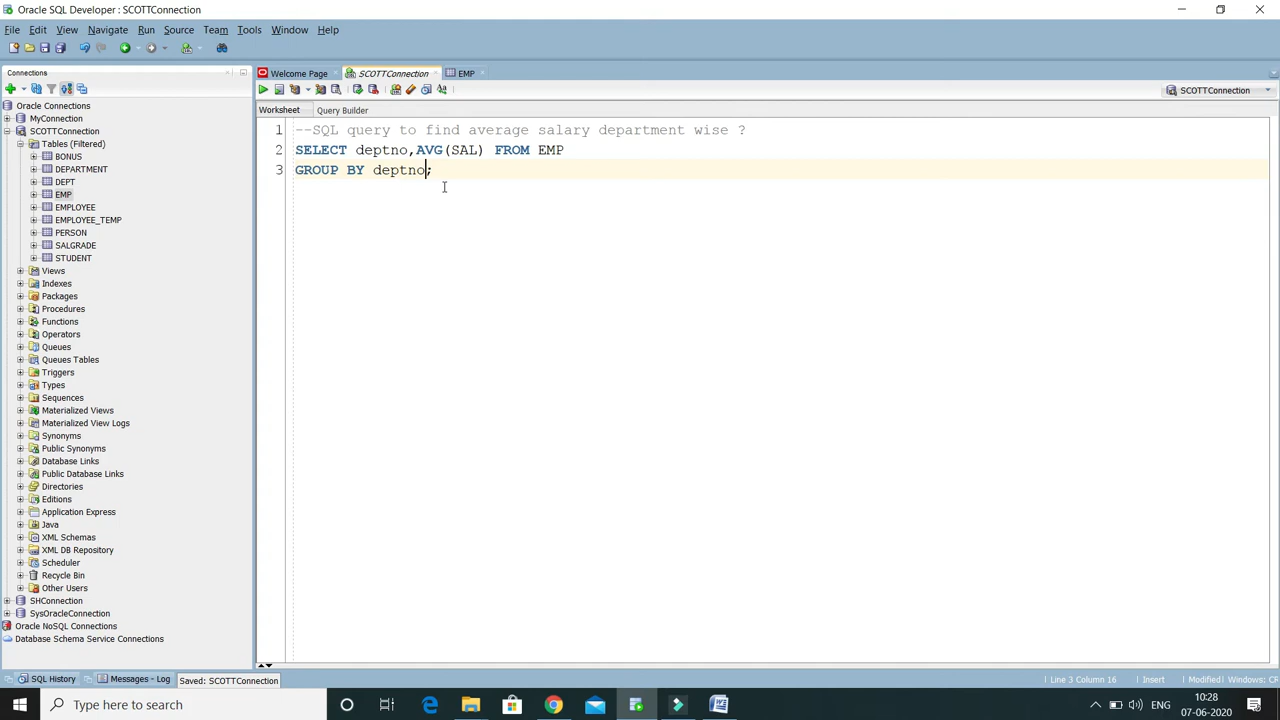 Oracle SQL Developer : SCOTTConnection
File Edit View Navigate Run Source Team Tools Window Help
Connections
Welcome Page SCOTTConnection EMP
SCOTTConnection
Worksheet Query Builder
Oracle Connections
MyConnection
SCOTTConnection
Tables (Filtered)
BONUS
DEPARTMENT
DEPT
EMP
EMPLOYEE
EMPLOYEE_TEMP
PERSON
SALGRADE
STUDENT
Views
Indexes
Packages
Procedures
Functions
Operators
Queues
Queues Tables
Triggers
Types
Sequences
Materialized Views
Materialized View Logs
Synonyms
Public Synonyms
Database Links
Public Database Links
Directories
Editions
Application Express
Java
XML Schemas
XML DB Repository
Scheduler
Recycle Bin
Other Users
SHConnection
SysOracleConnection
Oracle NoSQL Connections
Database Schema Service Connections
1 --SQL query to find average salary department wise ?
2 SELECT deptno,AVG(SAL) FROM EMP
3 GROUP BY deptno;
SQL History Messages - Log Saved: SCOTTConnection
Line 3 Column 16 Insert Modified Windows: CR
Type here to search
ENG
10:28
07-06-2020